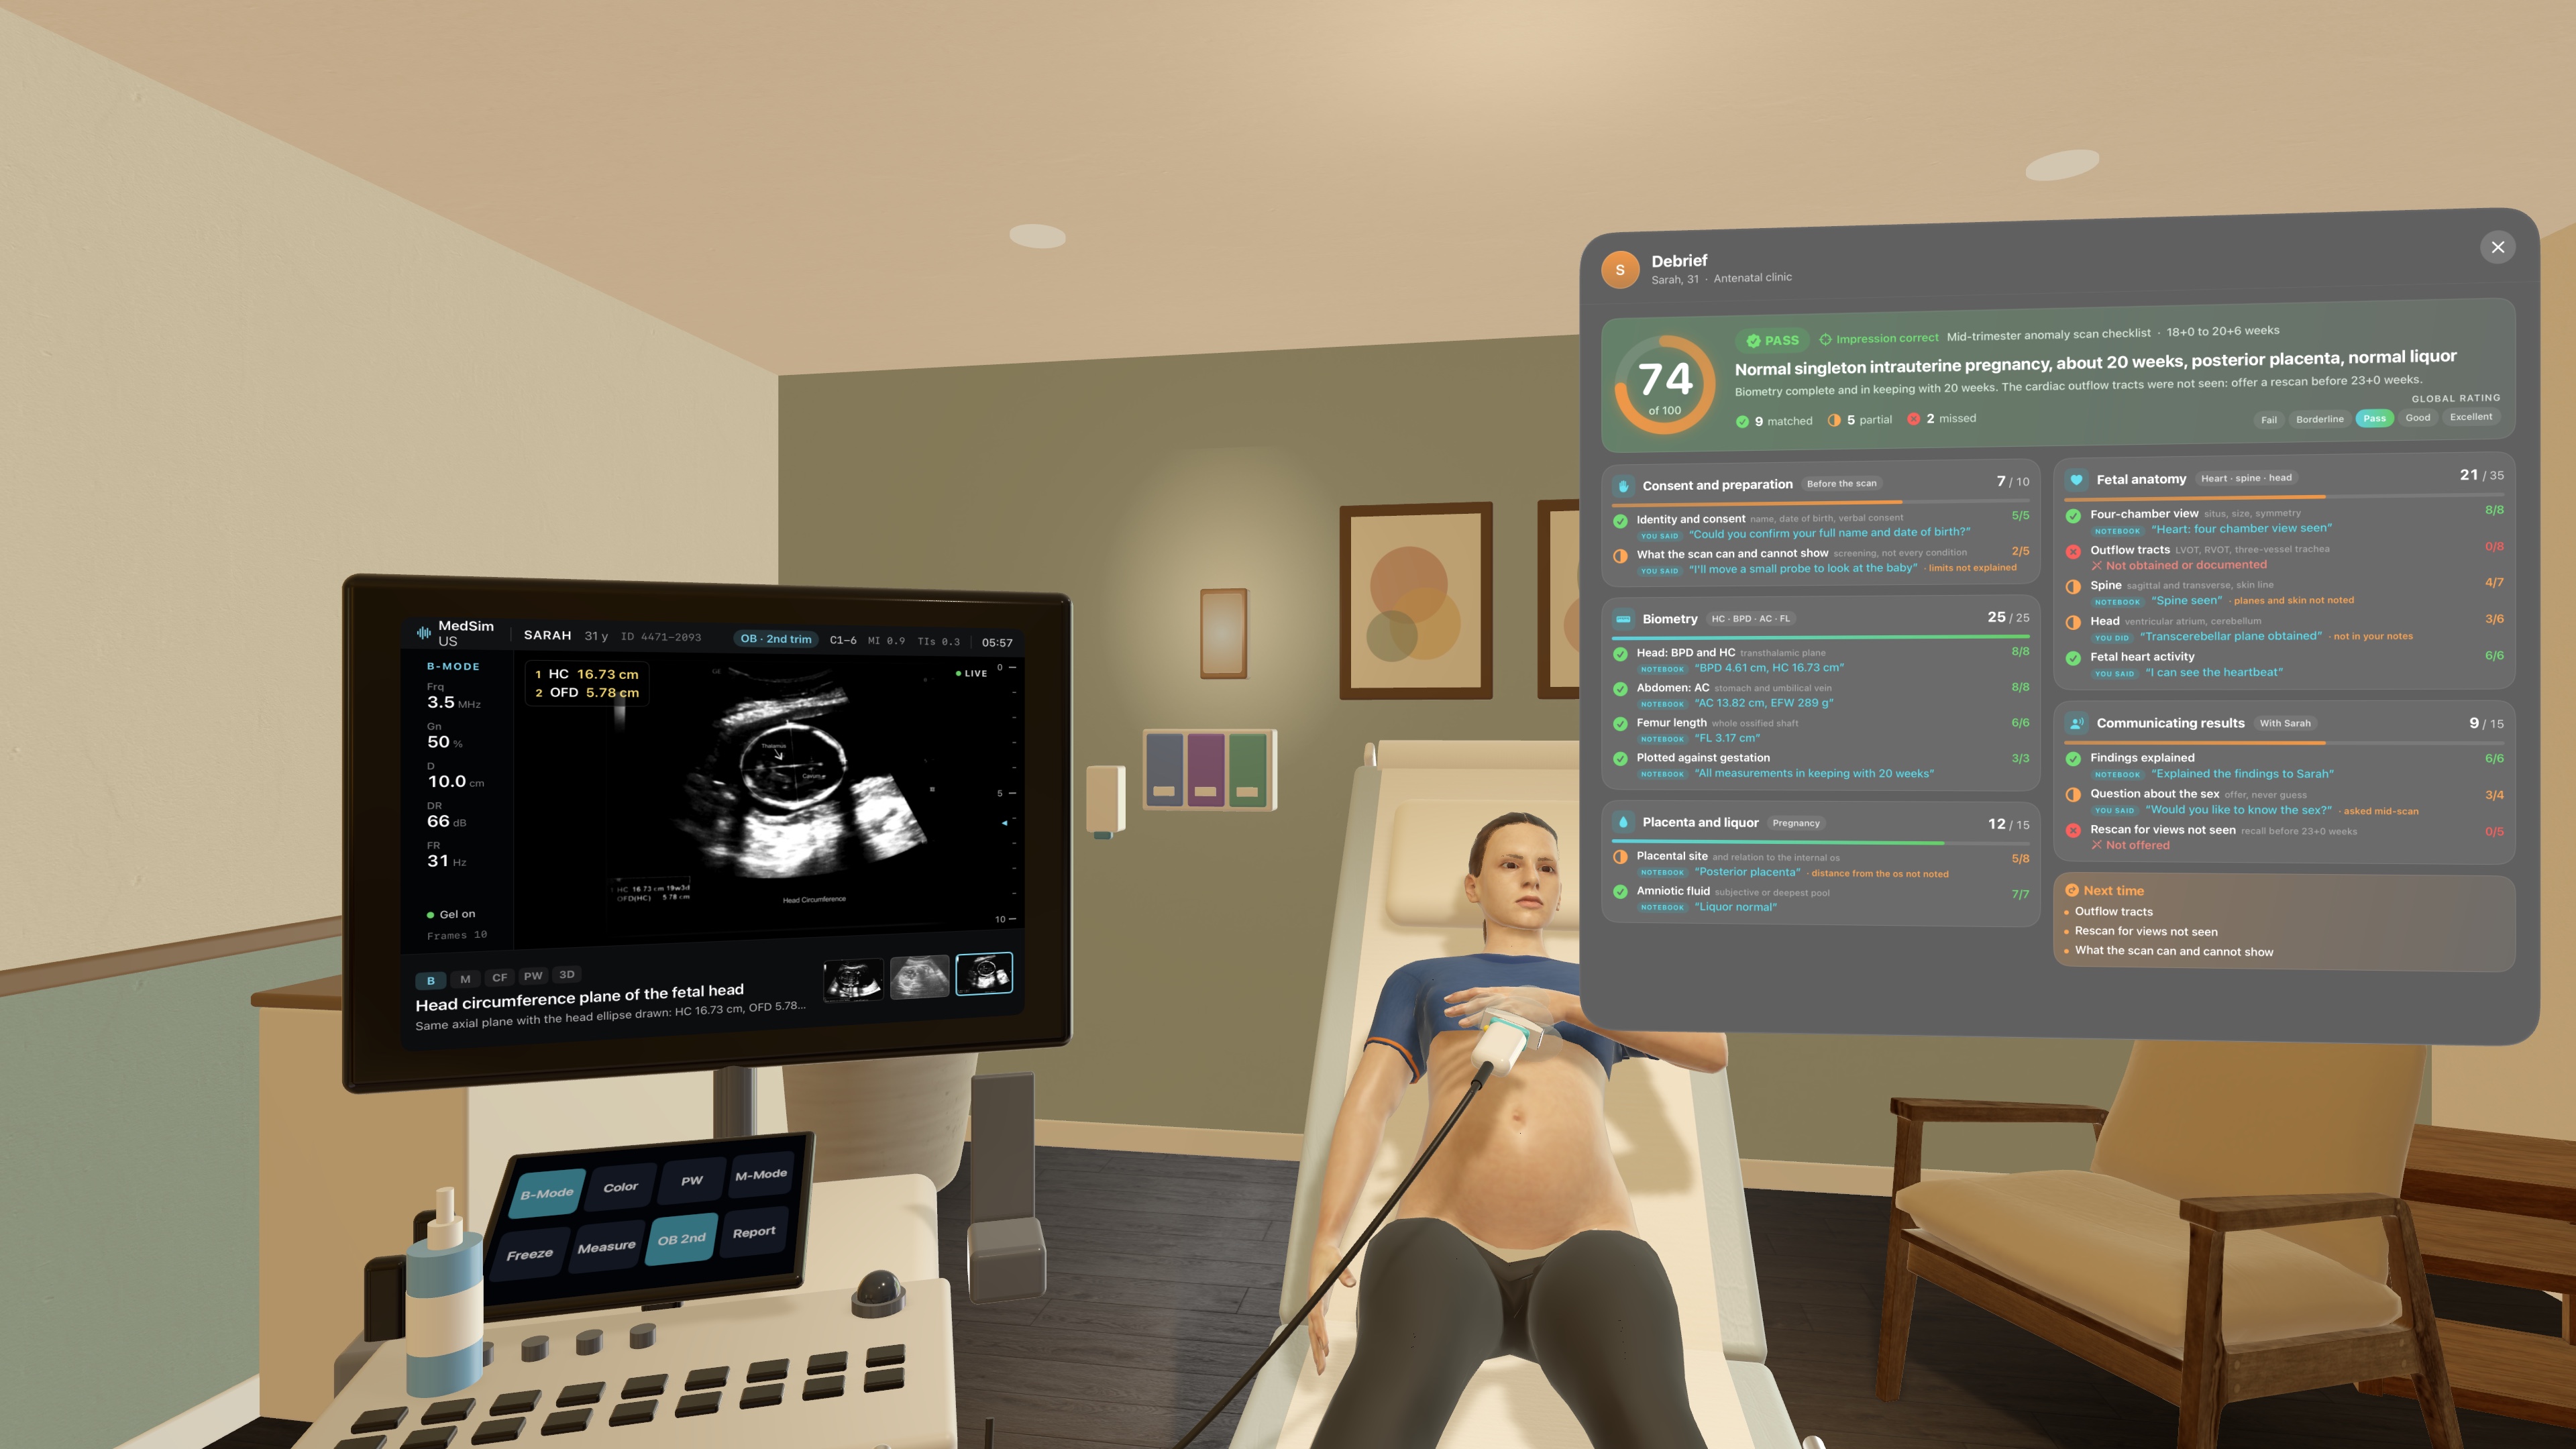 MedSim
US
SARAH 31 y ID 4471-2093 OB · 2nd trim C1-6 MI 0.9 TIs 0.3 05:57
B-MODE
Frq
3.5 MHz
Gn
50 %
D
10.0 cm
DR
66 dB
FR
31 Hz
Gel on
Frames 10
1 HC 16.73 cm
2 OFD 5.78 cm
LIVE
0
5
10
Thalamus
Cavum
HC 16.73 cm 19w3d
OFD(HC) 5.78 cm
Head Circumference
B M CF PW 3D
Head circumference plane of the fetal head
Same axial plane with the head ellipse drawn: HC 16.73 cm, OFD 5.78...
B-Mode Color PW M-Mode
Freeze Measure OB 2nd Report
S
Debrief
Sarah, 31 · Antenatal clinic
74
of 100
PASS Impression correct Mid-trimester anomaly scan checklist · 18+0 to 20+6 weeks
Normal singleton intrauterine pregnancy, about 20 weeks, posterior placenta, normal liquor
Biometry complete and in keeping with 20 weeks. The cardiac outflow tracts were not seen: offer a rescan before 23+0 weeks.
9 matched 5 partial 2 missed
GLOBAL RATING
Fail Borderline Pass Good Excellent
Consent and preparation Before the scan 7 / 10
Identity and consent name, date of birth, verbal consent 5/5
YOU SAID "Could you confirm your full name and date of birth?"
What the scan can and cannot show screening, not every condition 2/5
YOU SAID "I'll move a small probe to look at the baby" · limits not explained
Biometry HC · BPD · AC · FL 25 / 25
Head: BPD and HC transthalamic plane 8/8
NOTEBOOK "BPD 4.61 cm, HC 16.73 cm"
Abdomen: AC stomach and umbilical vein 8/8
NOTEBOOK "AC 13.82 cm, EFW 289 g"
Femur length whole ossified shaft 6/6
NOTEBOOK "FL 3.17 cm"
Plotted against gestation 3/3
NOTEBOOK "All measurements in keeping with 20 weeks"
Placenta and liquor Pregnancy 12 / 15
Placental site and relation to the internal os 5/8
NOTEBOOK "Posterior placenta" · distance from the os not noted
Amniotic fluid subjective or deepest pool 7/7
NOTEBOOK "Liquor normal"
Fetal anatomy Heart · spine · head 21 / 35
Four-chamber view situs, size, symmetry 8/8
NOTEBOOK "Heart: four chamber view seen"
Outflow tracts LVOT, RVOT, three-vessel trachea 0/8
Not obtained or documented
Spine sagittal and transverse, skin line 4/7
NOTEBOOK "Spine seen" · planes and skin not noted
Head ventricular atrium, cerebellum 3/6
YOU DID "Transcerebellar plane obtained" · not in your notes
Fetal heart activity 6/6
YOU SAID "I can see the heartbeat"
Communicating results With Sarah 9 / 15
Findings explained 6/6
NOTEBOOK "Explained the findings to Sarah"
Question about the sex offer, never guess 3/4
YOU SAID "Would you like to know the sex?" · asked mid-scan
Rescan for views not seen recall before 23+0 weeks 0/5
Not offered
Next time
Outflow tracts
Rescan for views not seen
What the scan can and cannot show